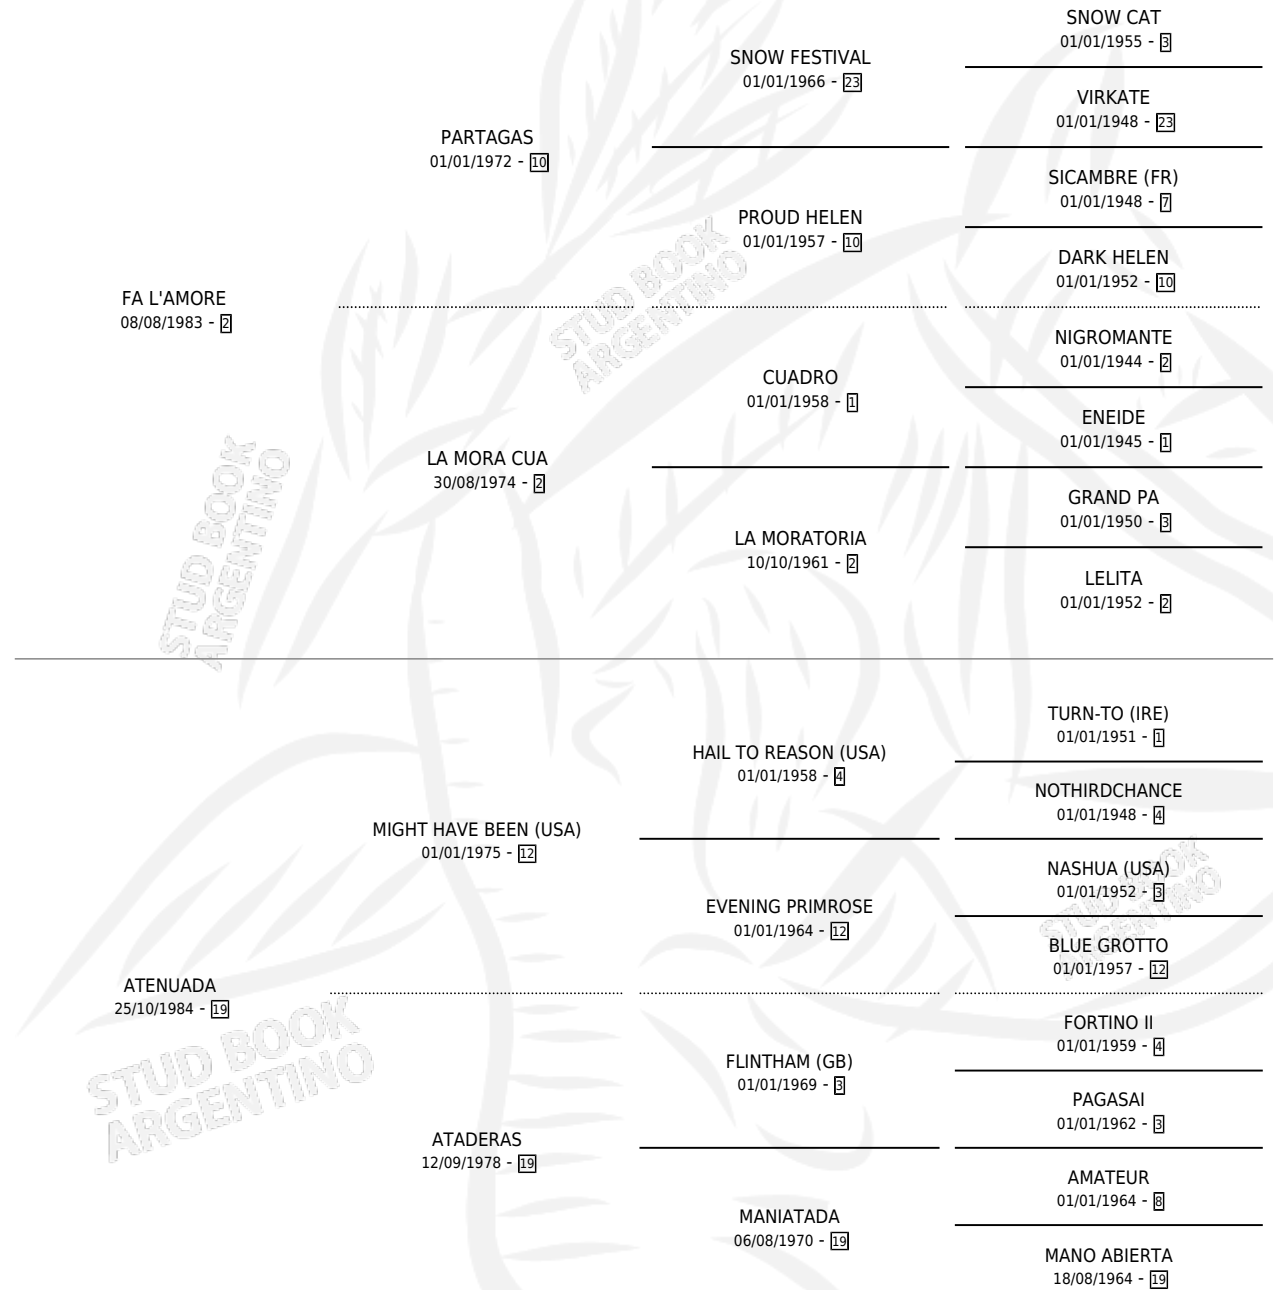 SNOW CAT
01/01/1955 - 3
SNOW FESTIVAL
01/01/1966 - 23
VIRKATE
01/01/1948 - 23
PARTAGAS
01/01/1972 - 10
SICAMBRE (FR)
01/01/1948 - 7
PROUD HELEN
01/01/1957 - 10
DARK HELEN
01/01/1952 - 10
FA L'AMORE
08/08/1983 - 2
NIGROMANTE
01/01/1944 - 2
CUADRO
01/01/1958 - 1
ENEIDE
01/01/1945 - 1
LA MORA CUA
30/08/1974 - 2
GRAND PA
01/01/1950 - 3
LA MORATORIA
10/10/1961 - 2
LELITA
01/01/1952 - 2
STUD BOOK
ARGENTINO
STUD BOOK
ARGENTINO
TURN-TO (IRE)
01/01/1951 - 1
HAIL TO REASON (USA)
01/01/1958 - 4
NOTHIRDCHANCE
01/01/1948 - 4
MIGHT HAVE BEEN (USA)
01/01/1975 - 12
NASHUA (USA)
01/01/1952 - 3
EVENING PRIMROSE
01/01/1964 - 12
BLUE GROTTO
01/01/1957 - 12
ATENUADA
25/10/1984 - 19
FORTINO II
01/01/1959 - 4
FLINTHAM (GB)
01/01/1969 - 3
PAGASAI
01/01/1962 - 3
ATADERAS
12/09/1978 - 19
AMATEUR
01/01/1964 - 8
MANIATADA
06/08/1970 - 19
MANO ABIERTA
18/08/1964 - 19
STUD BOOK
ARGENTINO
STUD BOOK
ARGENTINO